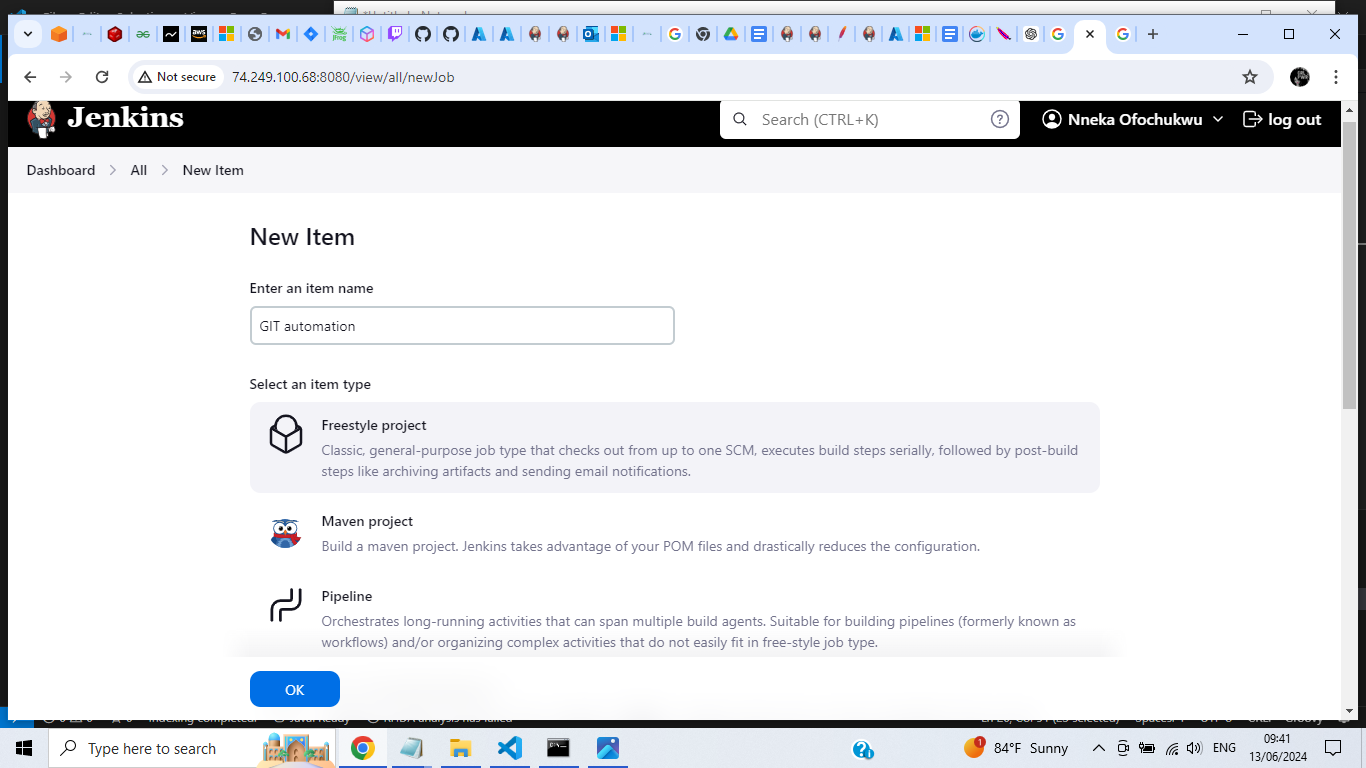 Not secure
74.249.100.68:8080/view/all/newJob
Jenkins
Search (CTRL+K)
Nneka Ofochukwu
log out
Dashboard
All
New Item
New Item
Enter an item name
GIT automation
Select an item type
Freestyle project
Classic, general-purpose job type that checks out from up to one SCM, executes build steps serially, followed by post-build
steps like archiving artifacts and sending email notifications.
Maven project
Build a maven project. Jenkins takes advantage of your POM files and drastically reduces the configuration.
Pipeline
Orchestrates long-running activities that can span multiple build agents. Suitable for building pipelines (formerly known as
workflows) and/or organizing complex activities that do not easily fit in free-style job type.
OK
Type here to search
84°F Sunny
ENG
09:41
13/06/2024